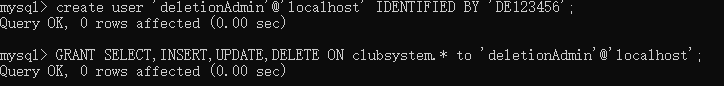 mysql> create user 'deletionAdmin'@'localhost' IDENTIFIED BY 'DE123456';
Query OK, 0 rows affected (0.00 sec)
mysql> GRANT SELECT,INSERT,UPDATE,DELETE ON clubsystem.* to 'deletionAdmin'@'localhost';
Query OK, 0 rows affected (0.00 sec)